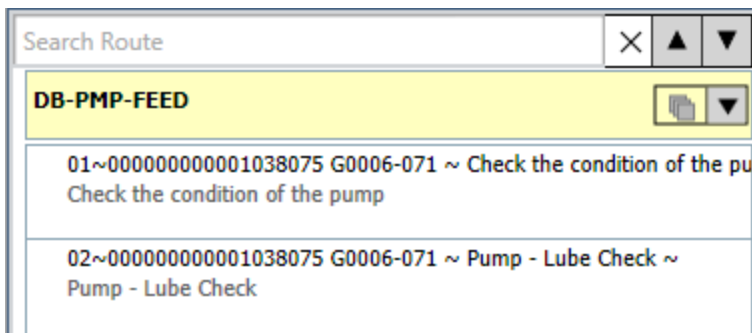 Search Route
DB-PMP-FEED
01~000000000001038075 G0006-071 ~ Check the condition of the pu
Check the condition of the pump
02~000000000001038075 G0006-071 ~ Pump - Lube Check ~
Pump - Lube Check